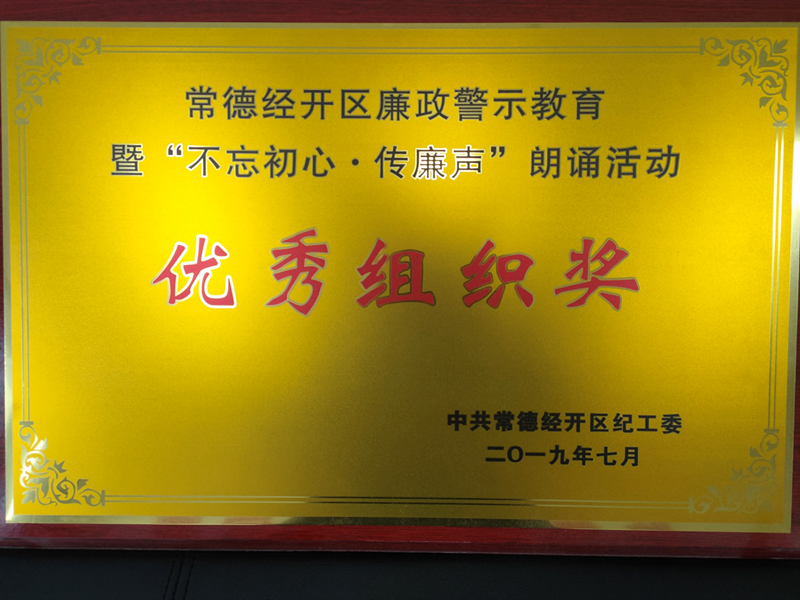 常德经开区廉政警示教育
暨“不忘初心·传廉声”朗诵活动
优秀组织奖
中共常德经开区纪工委
二〇一九年七月